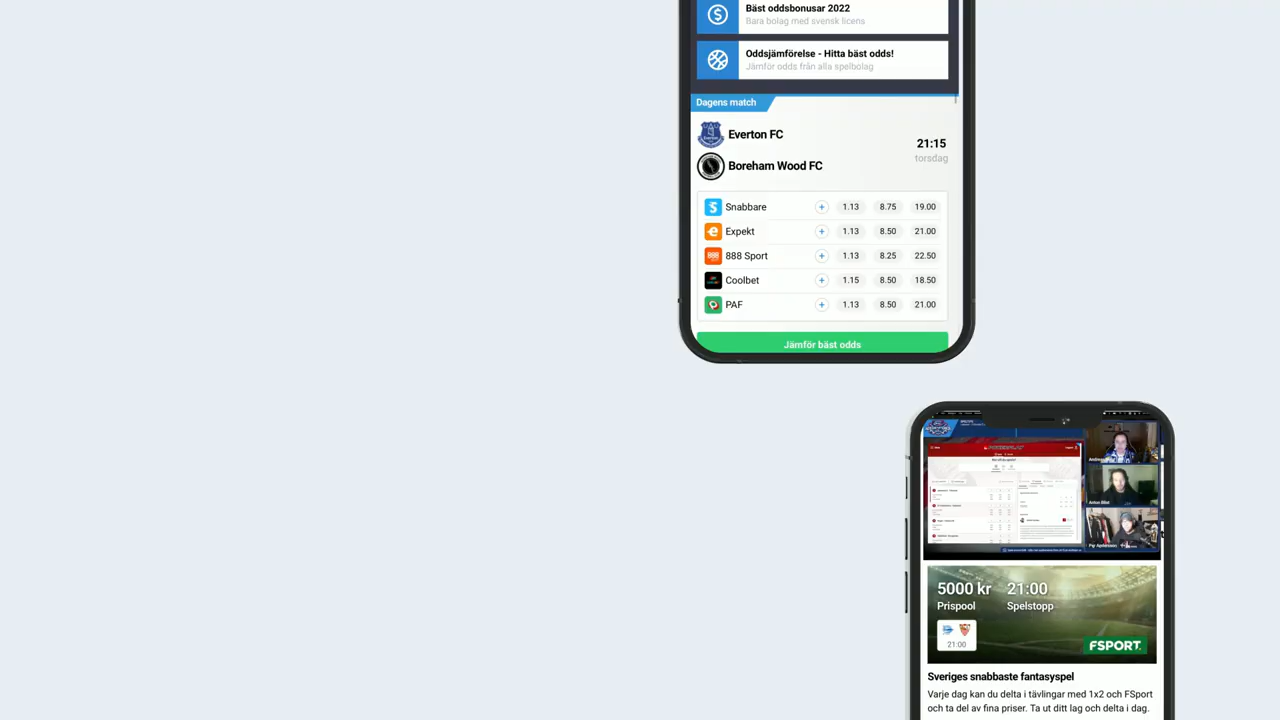 Bäst oddsbonusar 2022
Bara bolag med svensk licens
Oddsjämförelse - Hitta bäst odds!
Jämför odds från alla spelbolag
Dagens match
Everton FC
21:15
torsdag
Boreham Wood FC
Snabbare + 1.13 8.75 19.00
Expekt + 1.13 8.50 21.00
888 Sport + 1.13 8.25 22.50
Coolbet + 1.15 8.50 18.50
PAF + 1.13 8.50 21.00
Jämför bäst odds
5000 kr 21:00
Prispool Spelstopp
21:00
FSPORT
Sveriges snabbaste fantasyspel
Varje dag kan du delta i tävlingar med 1x2 och FSport
och ta del av fina priser. Ta ut ditt lag och delta i dag.